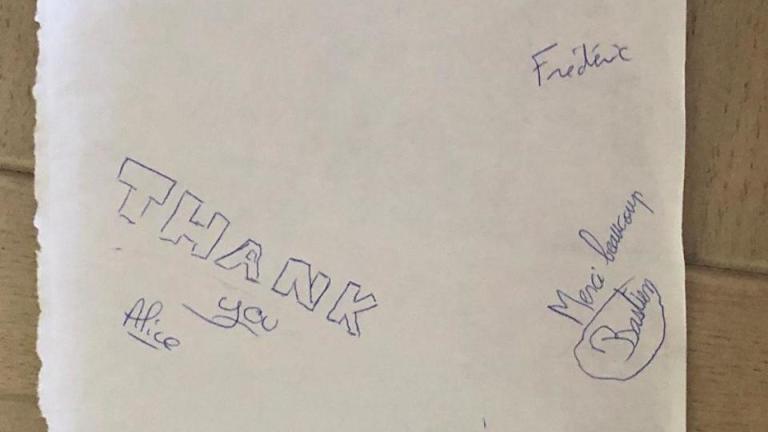 Frédéric
THANK
you
Alice
Merci beaucoup
Bastien